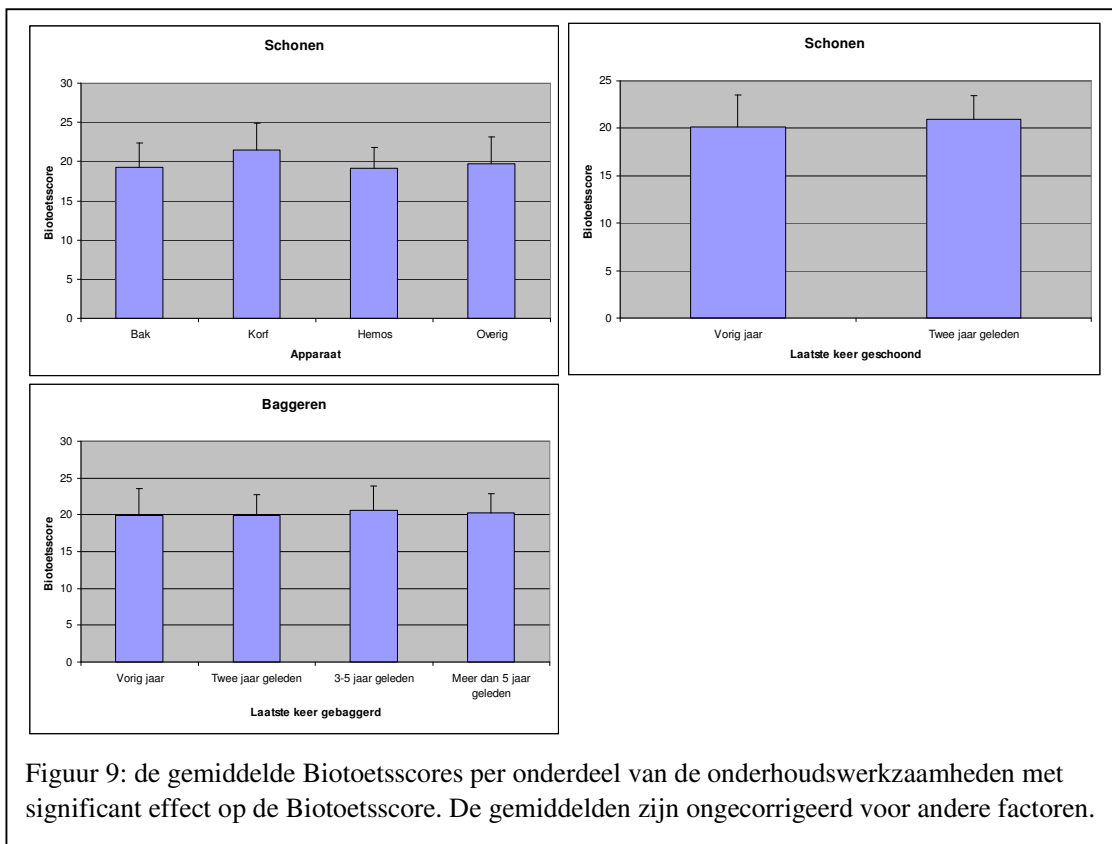 Schonen
30
25
20
15
10
5
0
Biotoetsscore
Bak Korf Hemos Overig
Apparaat
Schonen
25
20
15
10
5
0
Biotoetsscore
Vorig jaar Twee jaar geleden
Laatste keer geschoond
Baggeren
30
25
20
15
10
5
0
Biotoetsscore
Vorig jaar Twee jaar geleden 3-5 jaar geleden Meer dan 5 jaar
geleden
Laatste keer gebaggerd
Figuur 9: de gemiddelde Biotoetsscores per onderdeel van de onderhoudswerkzaamheden met
significant effect op de Biotoetsscore. De gemiddelden zijn ongecorrigeerd voor andere factoren.